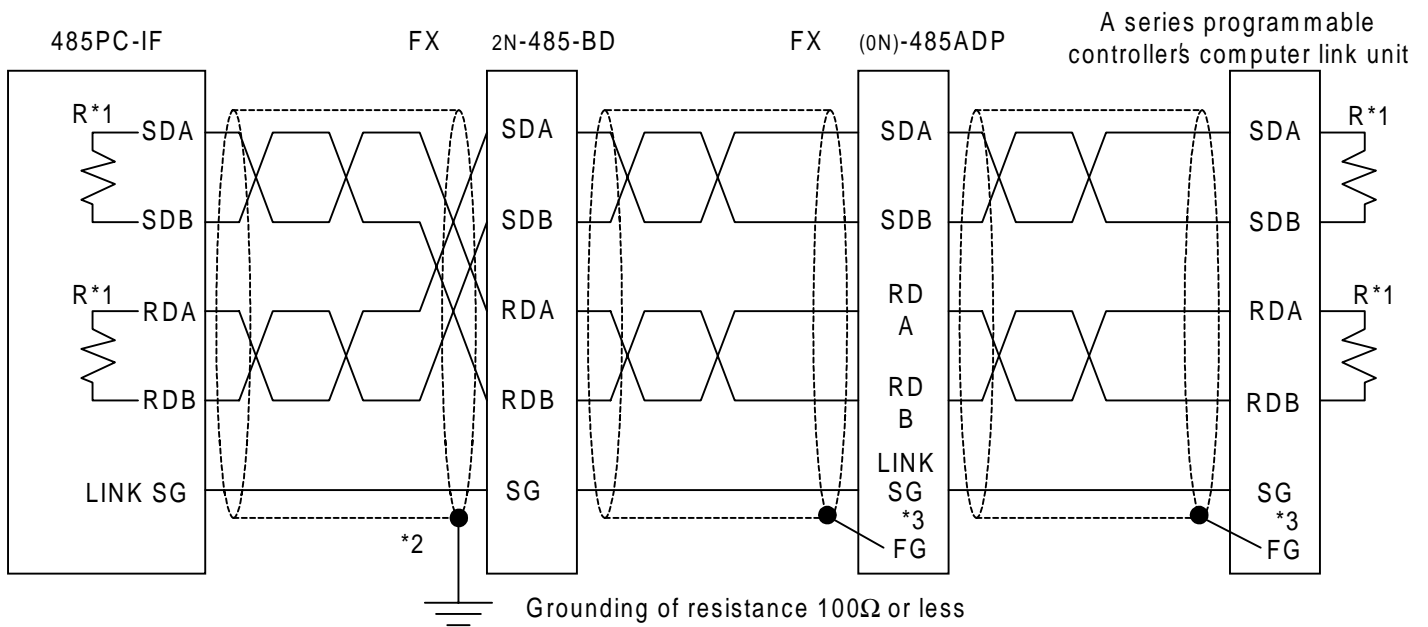 485PC-IF
FX 2N-485-BD
FX (0N)-485ADP
A series programmable
controller's computer link unit
R*1
SDA
SDB
R*1
RDA
RDB
LINK SG
*2
SDA
SDB
RDA
RDB
SG
SDA
SDB
RD
A
RD
B
LINK
SG
*3
FG
SDA
R*1
SDB
RDA
R*1
RDB
SG
*3
FG
Grounding of resistance 100Ω or less